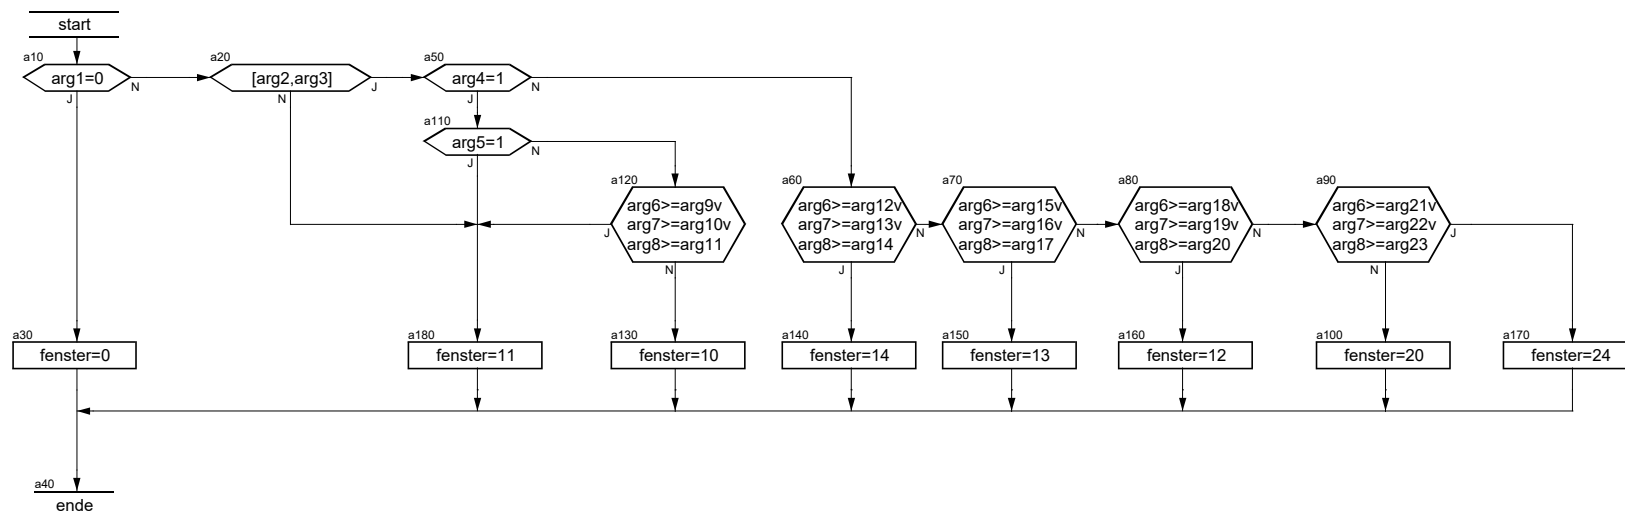 start
a10
arg1=0
N
J
a20
[arg2,arg3]
J
N
a50
arg4=1
N
J
a110
arg5=1
N
J
a120
arg6>=arg9v
arg7>=arg10v
arg8>=arg11
J
N
a60
arg6>=arg12v
arg7>=arg13v
arg8>=arg14
N
J
a70
arg6>=arg15v
arg7>=arg16v
arg8>=arg17
N
J
a80
arg6>=arg18v
arg7>=arg19v
arg8>=arg20
N
J
a90
arg6>=arg21v
arg7>=arg22v
arg8>=arg23
J
N
a30
fenster=0
a180
fenster=11
a130
fenster=10
a140
fenster=14
a150
fenster=13
a160
fenster=12
a100
fenster=20
a170
fenster=24
a40
ende